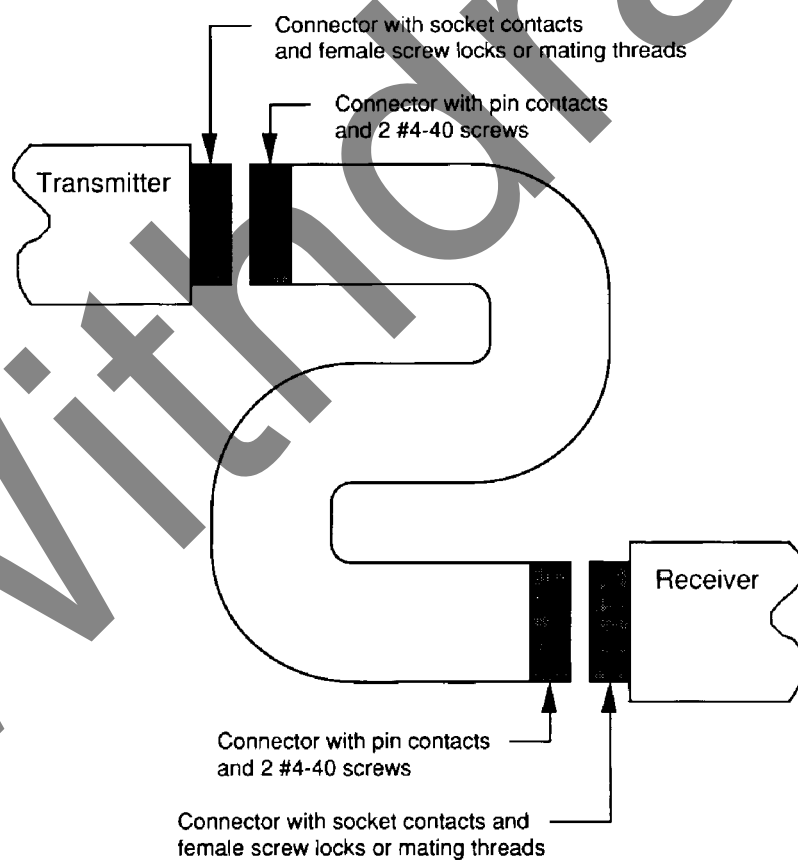 Connector with socket contacts
and female screw locks or mating threads
Connector with pin contacts
and 2 #4-40 screws
Transmitter
Receiver
Connector with pin contacts
and 2 #4-40 screws
Connector with socket contacts and
female screw locks or mating threads